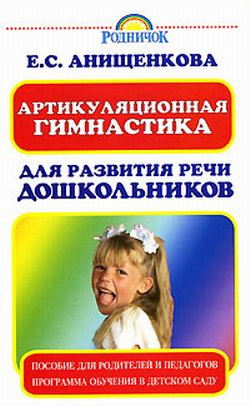 РОДНИЧОК
Е.С. АНИЩЕНКОВА
АРТИКУЛЯЦИОННАЯ
ГИМНАСТИКА
ДЛЯ РАЗВИТИЯ РЕЧИ
ДОШКОЛЬНИКОВ
ПОСОБИЕ ДЛЯ РОДИТЕЛЕЙ И ПЕДАГОГОВ
ПРОГРАММА ОБУЧЕНИЯ В ДЕТСКОМ САДУ